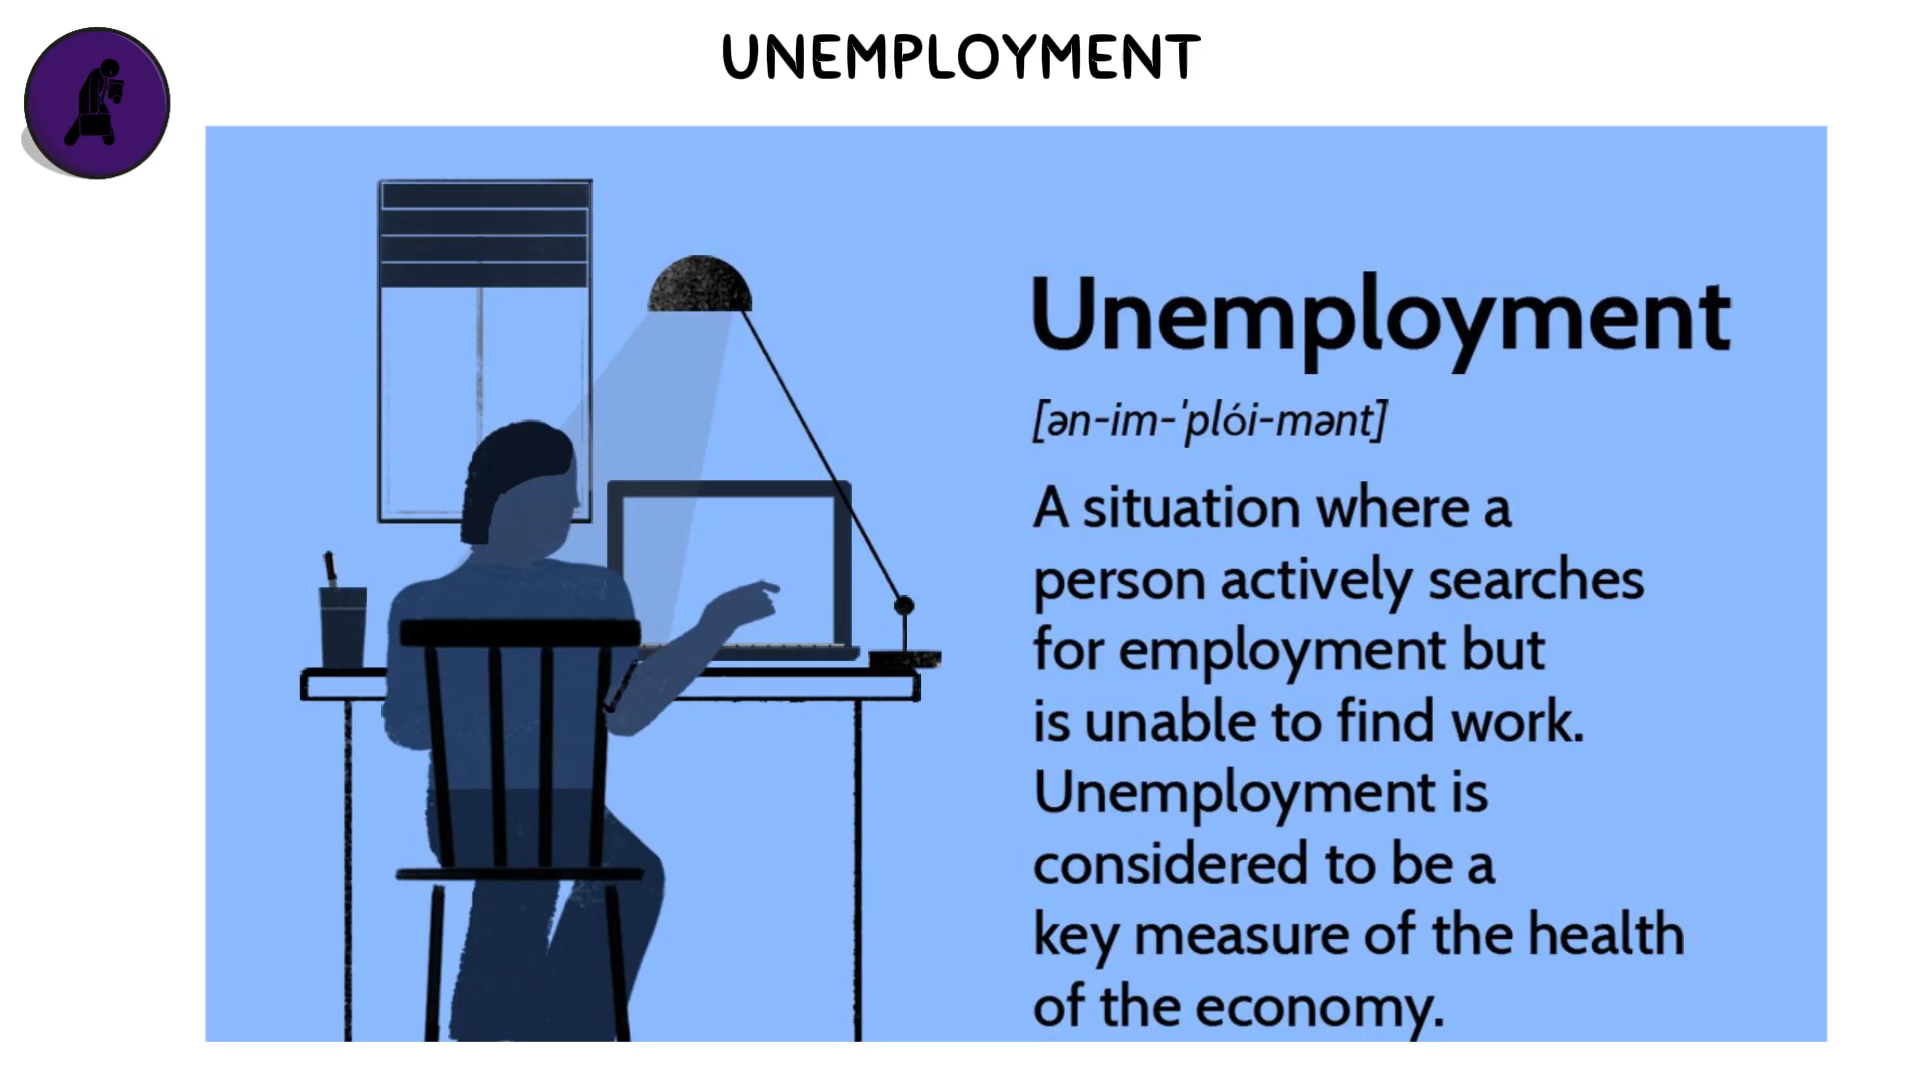 UNEMPLOYMENT
Unemployment
[ən-im-ˈplói-mənt]
A situation where a
person actively searches
for employment but
is unable to find work.
Unemployment is
considered to be a
key measure of the health
of the economy.